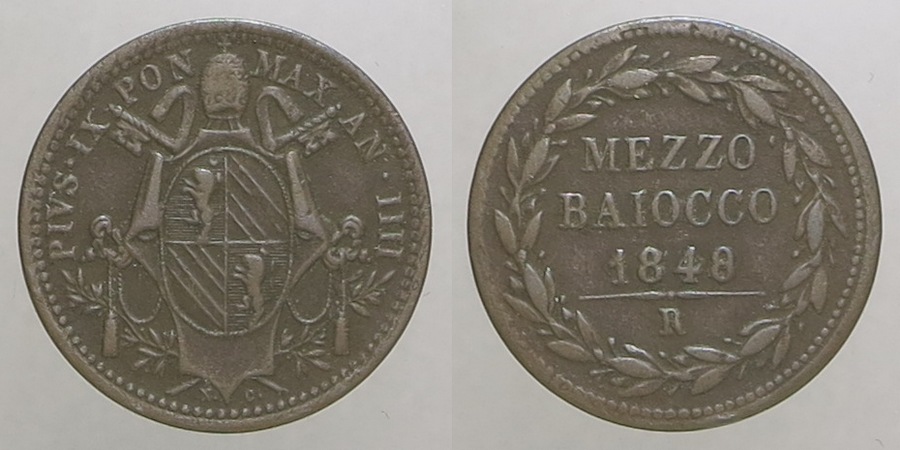 PIVS·IX·PON MAX·AN·IIII
N. C.
MEZZO
BAIOCCO
1849
R